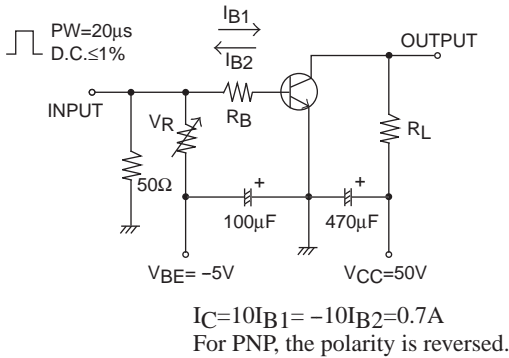 IB1
PW=20μs
D.C.≤1%
IB2
OUTPUT
INPUT
VR
RB
RL
50Ω
+
+
100μF
470μF
VBE= −5V
VCC=50V
IC=10IB1= −10IB2=0.7A
For PNP, the polarity is reversed.